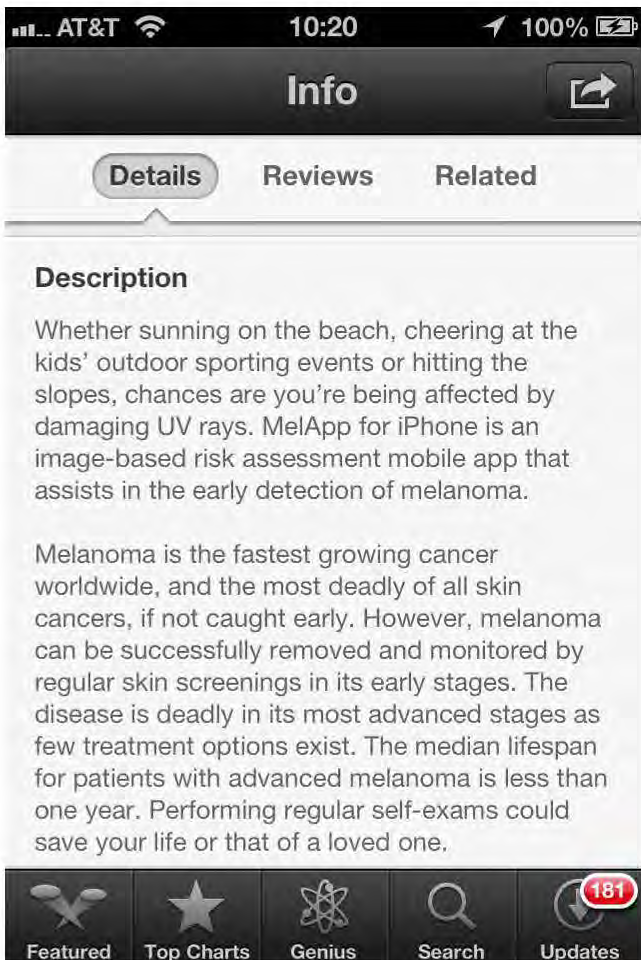 AT&T 10:20 100%
Info
Details Reviews Related
Description
Whether sunning on the beach, cheering at the
kids' outdoor sporting events or hitting the
slopes, chances are you're being affected by
damaging UV rays. MelApp for iPhone is an
image-based risk assessment mobile app that
assists in the early detection of melanoma.
Melanoma is the fastest growing cancer
worldwide, and the most deadly of all skin
cancers, if not caught early. However, melanoma
can be successfully removed and monitored by
regular skin screenings in its early stages. The
disease is deadly in its most advanced stages as
few treatment options exist. The median lifespan
for patients with advanced melanoma is less than
one year. Performing regular self-exams could
save your life or that of a loved one.
181
Featured Top Charts Genius Search Updates